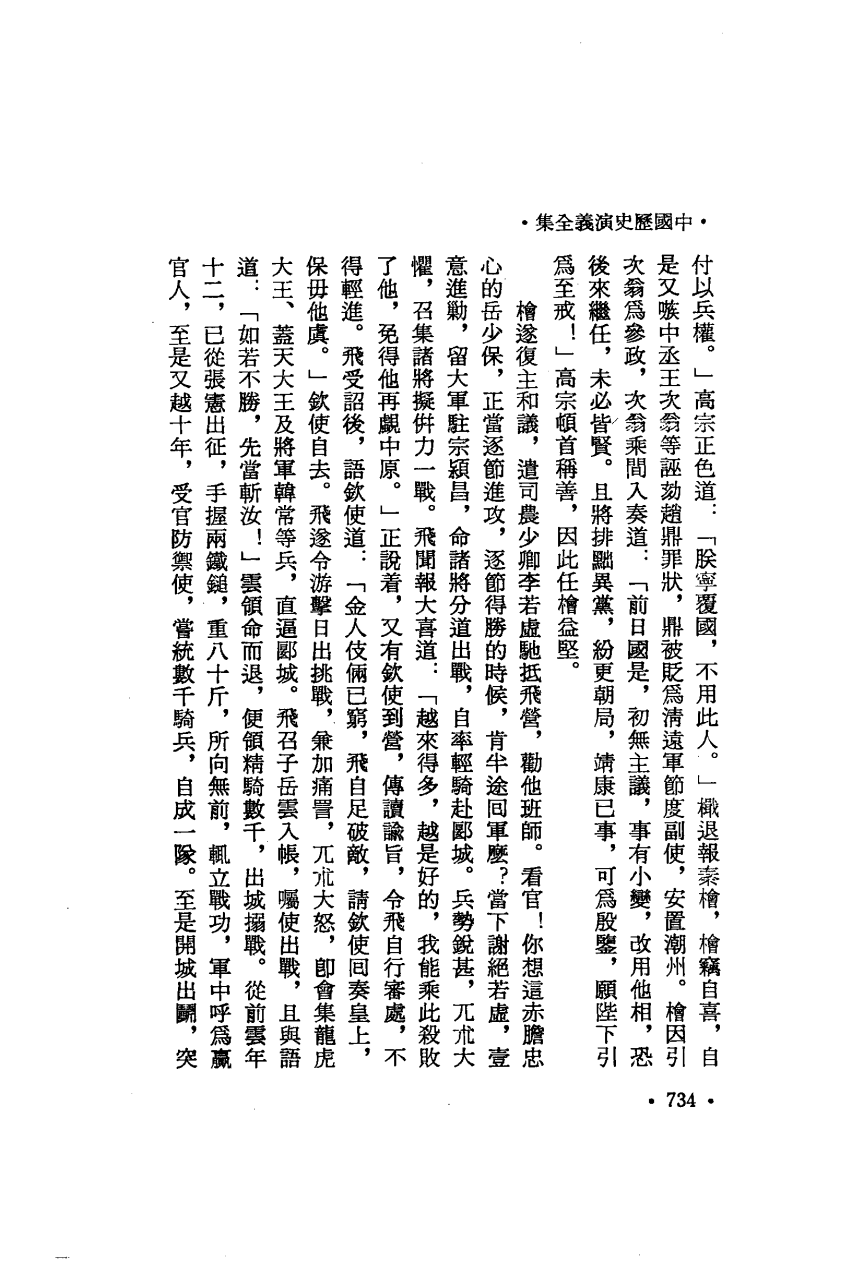 •中國歷史演義全集•
付以兵權。」高宗正色道：「朕寧覆國，不用此人。」檝退報秦檜，檜竊自喜，自
是又嗾中丞王次翁等誣劾趙鼎罪狀，鼎被貶爲清遠軍節度副使，安置潮州。檜因引
次翁爲參政，次翁乘間入奏道：「前日國是，初無主議，事有小變，改用他相，恐
後來繼任，未必皆賢。且將排黜異黨，紛更朝局，靖康已事，可爲殷鑒，願陛下引
爲至戒！」高宗頓首稱善，因此任檜益堅。
檜遂復主和議，遣司農少卿李若虛馳抵飛營，勸他班師。看官！你想這赤膽忠
心的岳少保，正當逐節進攻，逐節得勝的時候，肯半途囘軍麼？當下謝絕若虛，壹
意進勦，留大軍駐宗潁昌，命諸將分道出戰，自率輕騎赴郾城。兵勢銳甚，兀朮大
懼，召集諸將擬併力一戰。飛聞報大喜道：「越來得多，越是好的，我能乘此殺敗
了他，免得他再覷中原。」正說着，又有欽使到營，傳讀諭旨，令飛自行審處，不
得輕進。飛受詔後，語欽使道：「金人伎倆已窮，飛自足破敵，請欽使囘奏皇上，
保毋他虞。」欽使自去。飛遂令游擊日出挑戰，兼加痛詈，兀朮大怒，卽會集龍虎
大王、蓋天大王及將軍韓常等兵，直逼郾城。飛召子岳雲入帳，囑使出戰，且與語
道：「如若不勝，先當斬汝！」雲領命而退，便領精騎數千，出城搦戰。從前雲年
十二，已從張憲出征，手握兩鐵鎚，重八十斤，所向無前，輒立戰功，軍中呼爲贏
官人，至是又越十年，受官防禦使，嘗統數千騎兵，自成一隊。至是開城出鬭，突
•734•